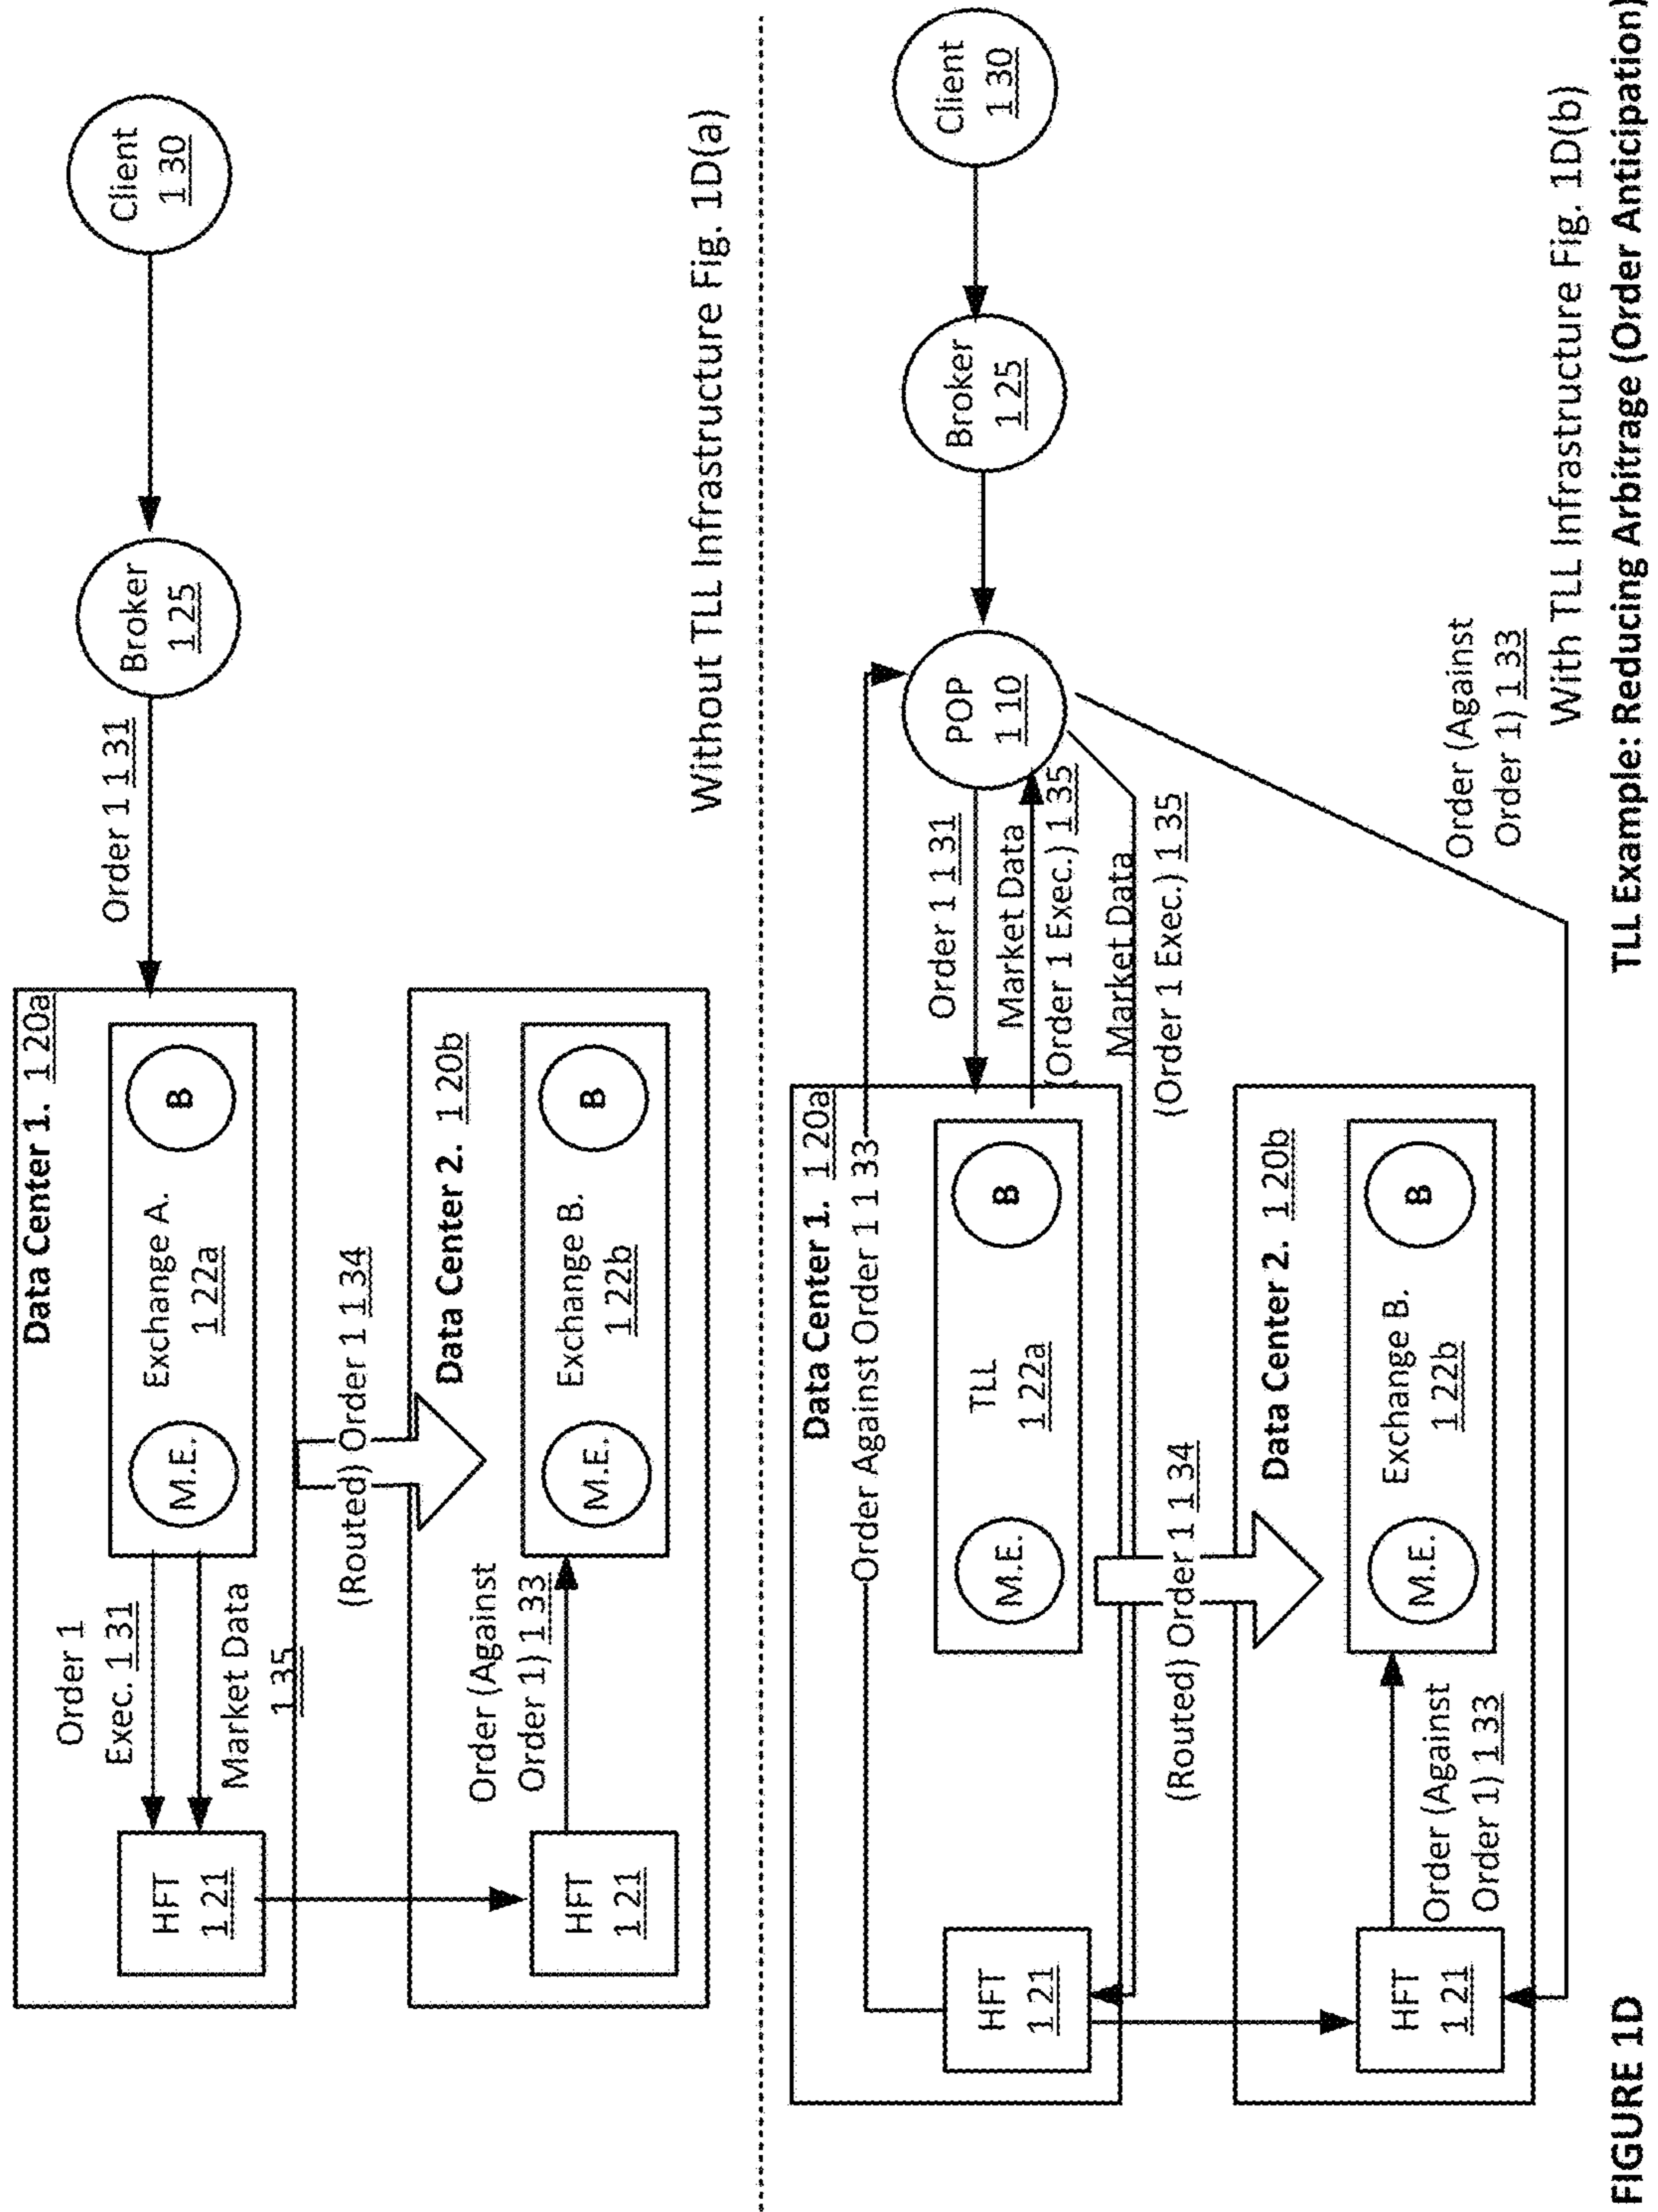 Data Center 1. 120a
Exchange A.
122a
M.E.
B
Order 1
Exec. 131
Market Data
135
HFT
121
Order 1 131
Broker
125
Client
130
(Routed) Order 1 134
Data Center 2. 120b
Exchange B.
122b
M.E.
B
Order (Against
Order 1) 133
HFT
121
Without TLL Infrastructure Fig. 1D(a)
Data Center 1. 120a
Order Against Order 1 133
TLL
122a
M.E.
B
HFT
121
Order 1 131
Market Data
(Order 1 Exec.) 135
Market Data
(Order 1 Exec.) 135
POP
110
Broker
125
Client
130
(Routed) Order 1 134
Data Center 2. 120b
Exchange B.
122b
M.E.
B
Order (Against
Order 1) 133
HFT
121
Order (Against
Order 1) 133
With TLL Infrastructure Fig. 1D(b)
FIGURE 1D
TLL Example: Reducing Arbitrage (Order Anticipation)